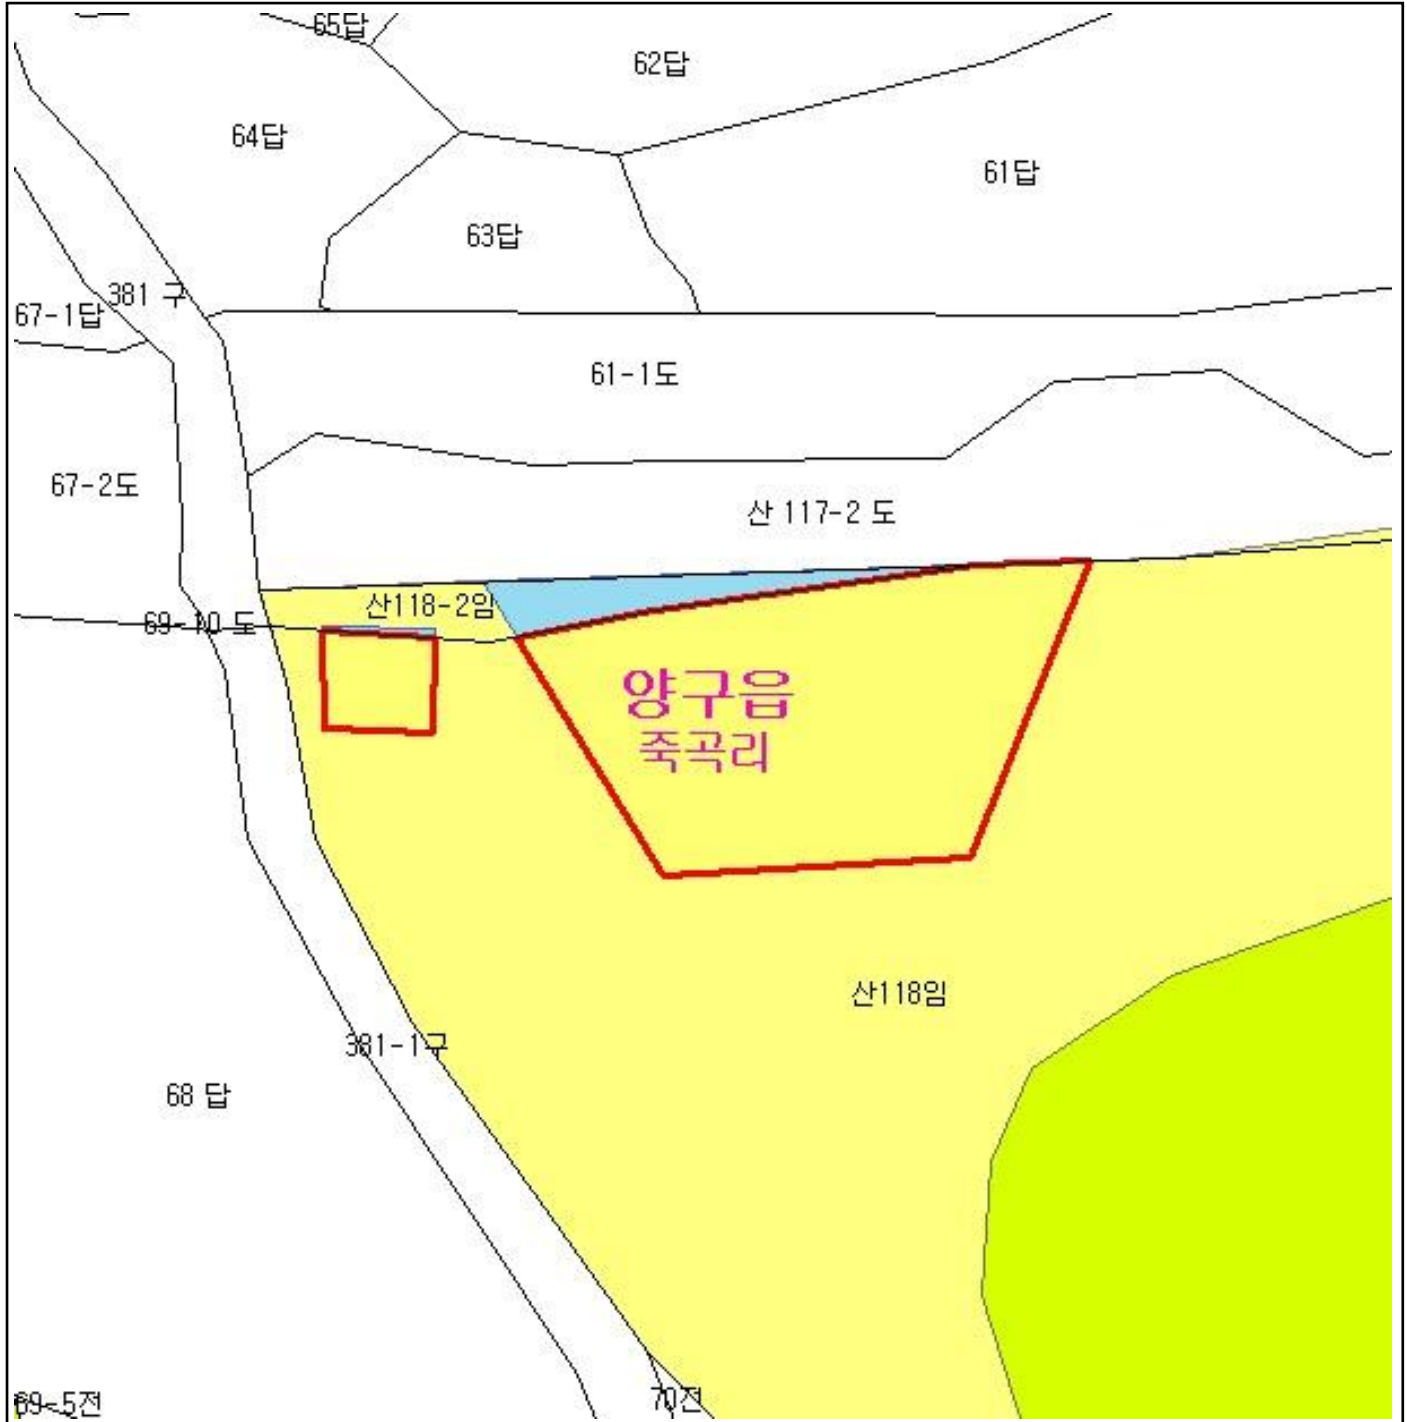 65답
62답
64답
61답
63답
381 구
67-1답
61-1도
67-2도
산 117-2 도
산118-2임
69-10 도
양구읍
죽곡리
산118임
381-1구
68 답
70전
69-5전